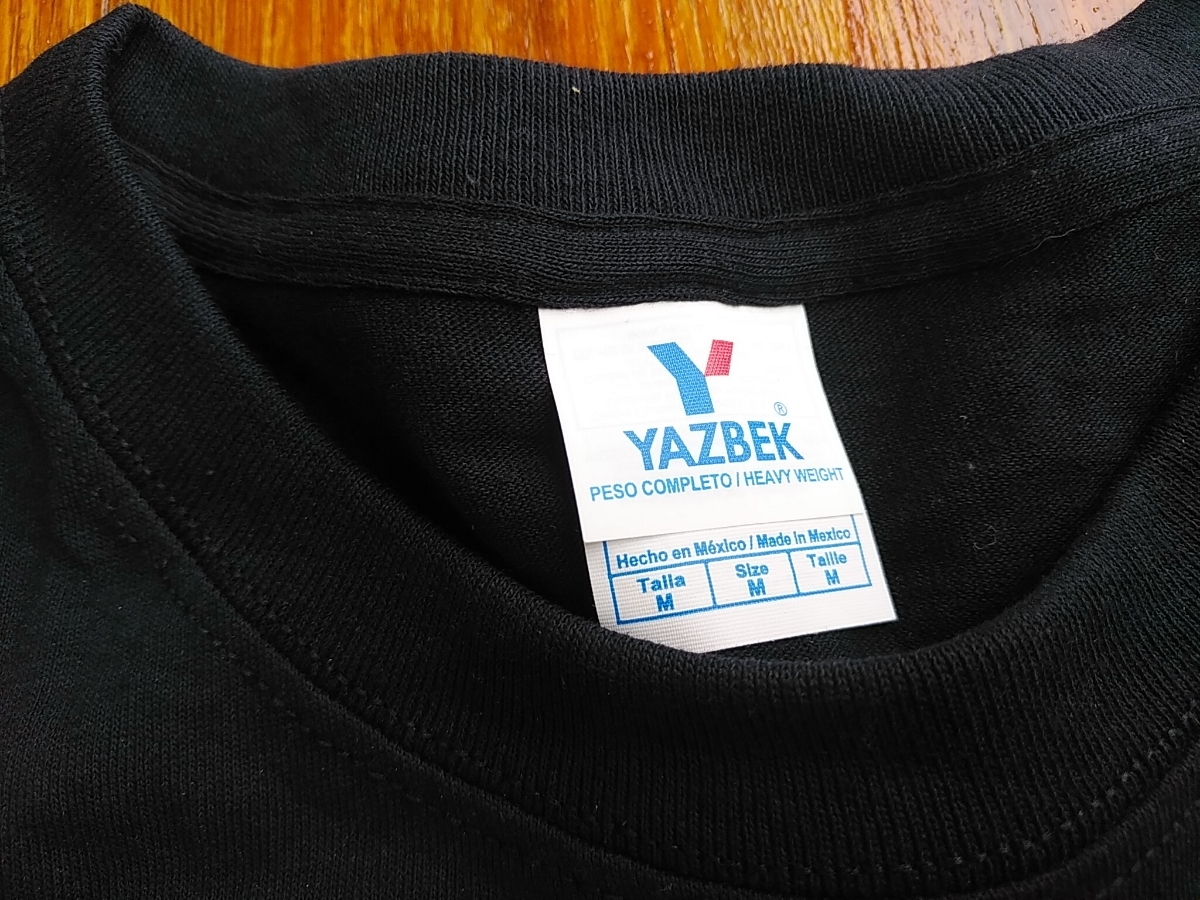 Y
®
YAZBEK
PESO COMPLETO / HEAVY WEIGHT
Hecho en México / Made in Mexico
Talla Size Taille
M M M